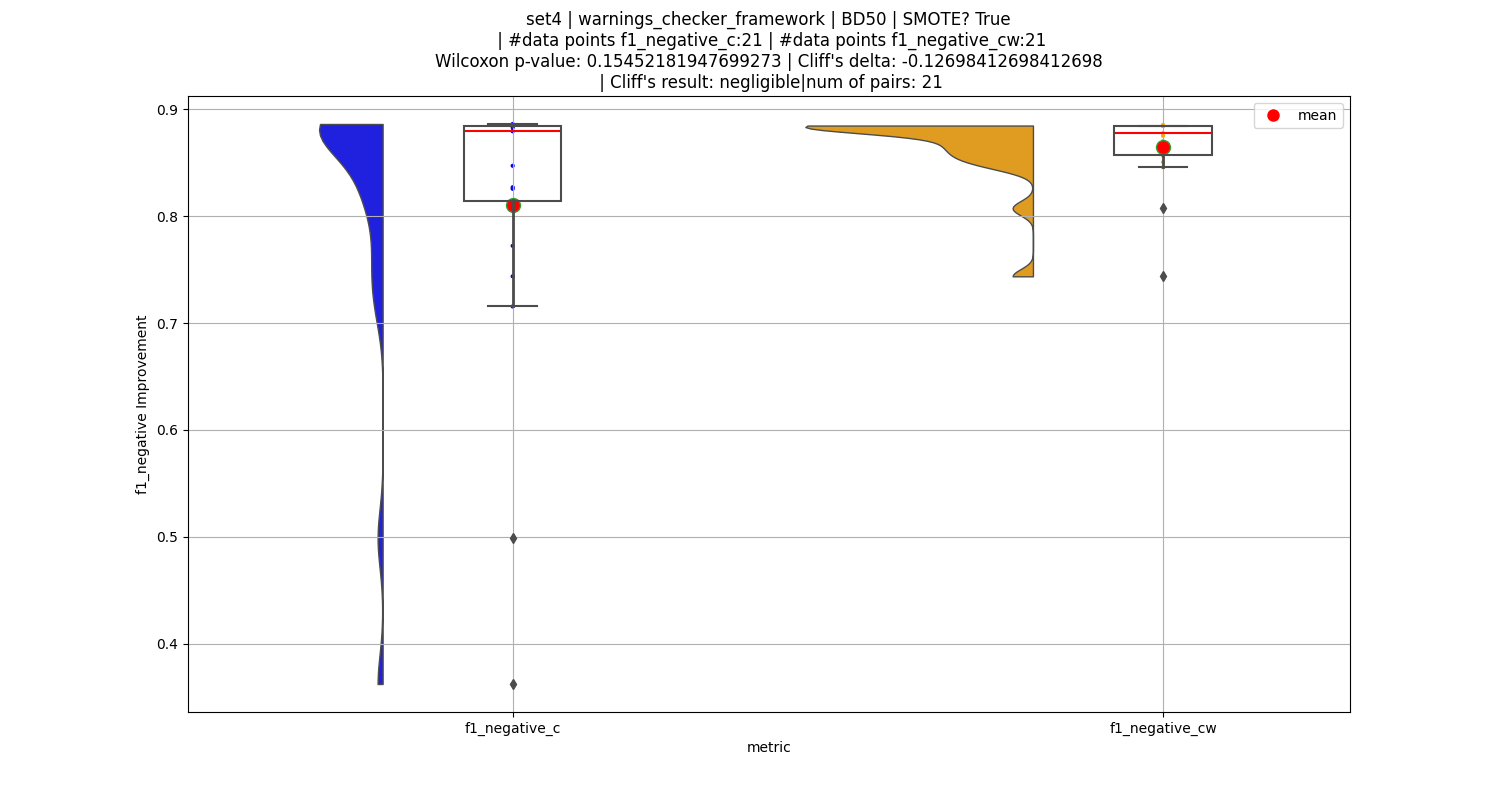 set4 | warnings_checker_framework | BD50 | SMOTE? True
| #data points f1_negative_c:21 | #data points f1_negative_cw:21
Wilcoxon p-value: 0.15452181947699273 | Cliff's delta: -0.12698412698412698
| Cliff's result: negligible|num of pairs: 21
mean
0.9
0.8
0.7
0.6
0.5
0.4
f1_negative Improvement
f1_negative_c
f1_negative_cw
metric